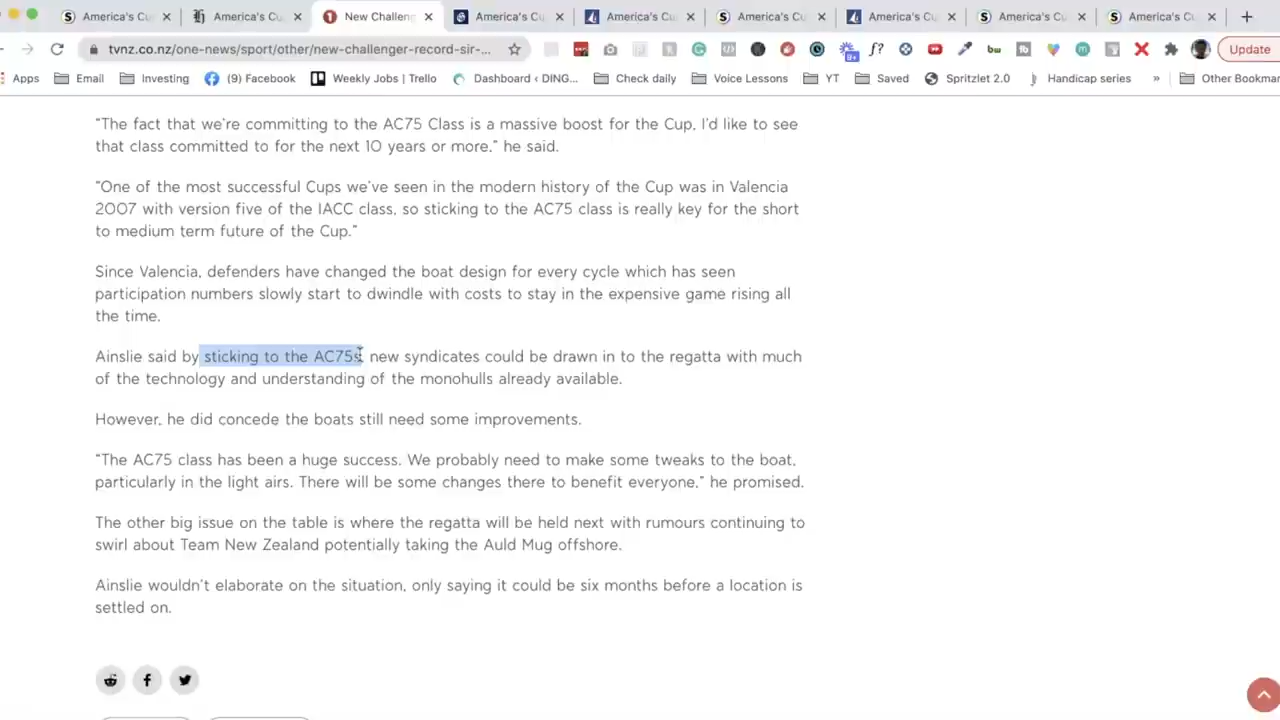 America's Cu
America's Cu
New Challen
America's Cu
America's Cu
America's Cu
America's Cu
America's Cu
America's Cu
tvnz.co.nz/one-news/sport/other/new-challenger-record-sir-...
f?
9+
bw
Update
Apps
Email
Investing
(9) Facebook
Weekly Jobs | Trello
Dashboard < DING...
Check daily
Voice Lessons
YT
Saved
Spritzlet 2.0
Handicap series
»
Other Bookmar
“The fact that we’re committing to the AC75 Class is a massive boost for the Cup, I’d like to see
that class committed to for the next 10 years or more,” he said.
“One of the most successful Cups we’ve seen in the modern history of the Cup was in Valencia
2007 with version five of the IACC class, so sticking to the AC75 class is really key for the short
to medium term future of the Cup.”
Since Valencia, defenders have changed the boat design for every cycle which has seen
participation numbers slowly start to dwindle with costs to stay in the expensive game rising all
the time.
Ainslie said by sticking to the AC75s new syndicates could be drawn in to the regatta with much
of the technology and understanding of the monohulls already available.
However, he did concede the boats still need some improvements.
“The AC75 class has been a huge success. We probably need to make some tweaks to the boat,
particularly in the light airs. There will be some changes there to benefit everyone,” he promised.
The other big issue on the table is where the regatta will be held next with rumours continuing to
swirl about Team New Zealand potentially taking the Auld Mug offshore.
Ainslie wouldn’t elaborate on the situation, only saying it could be six months before a location is
settled on.